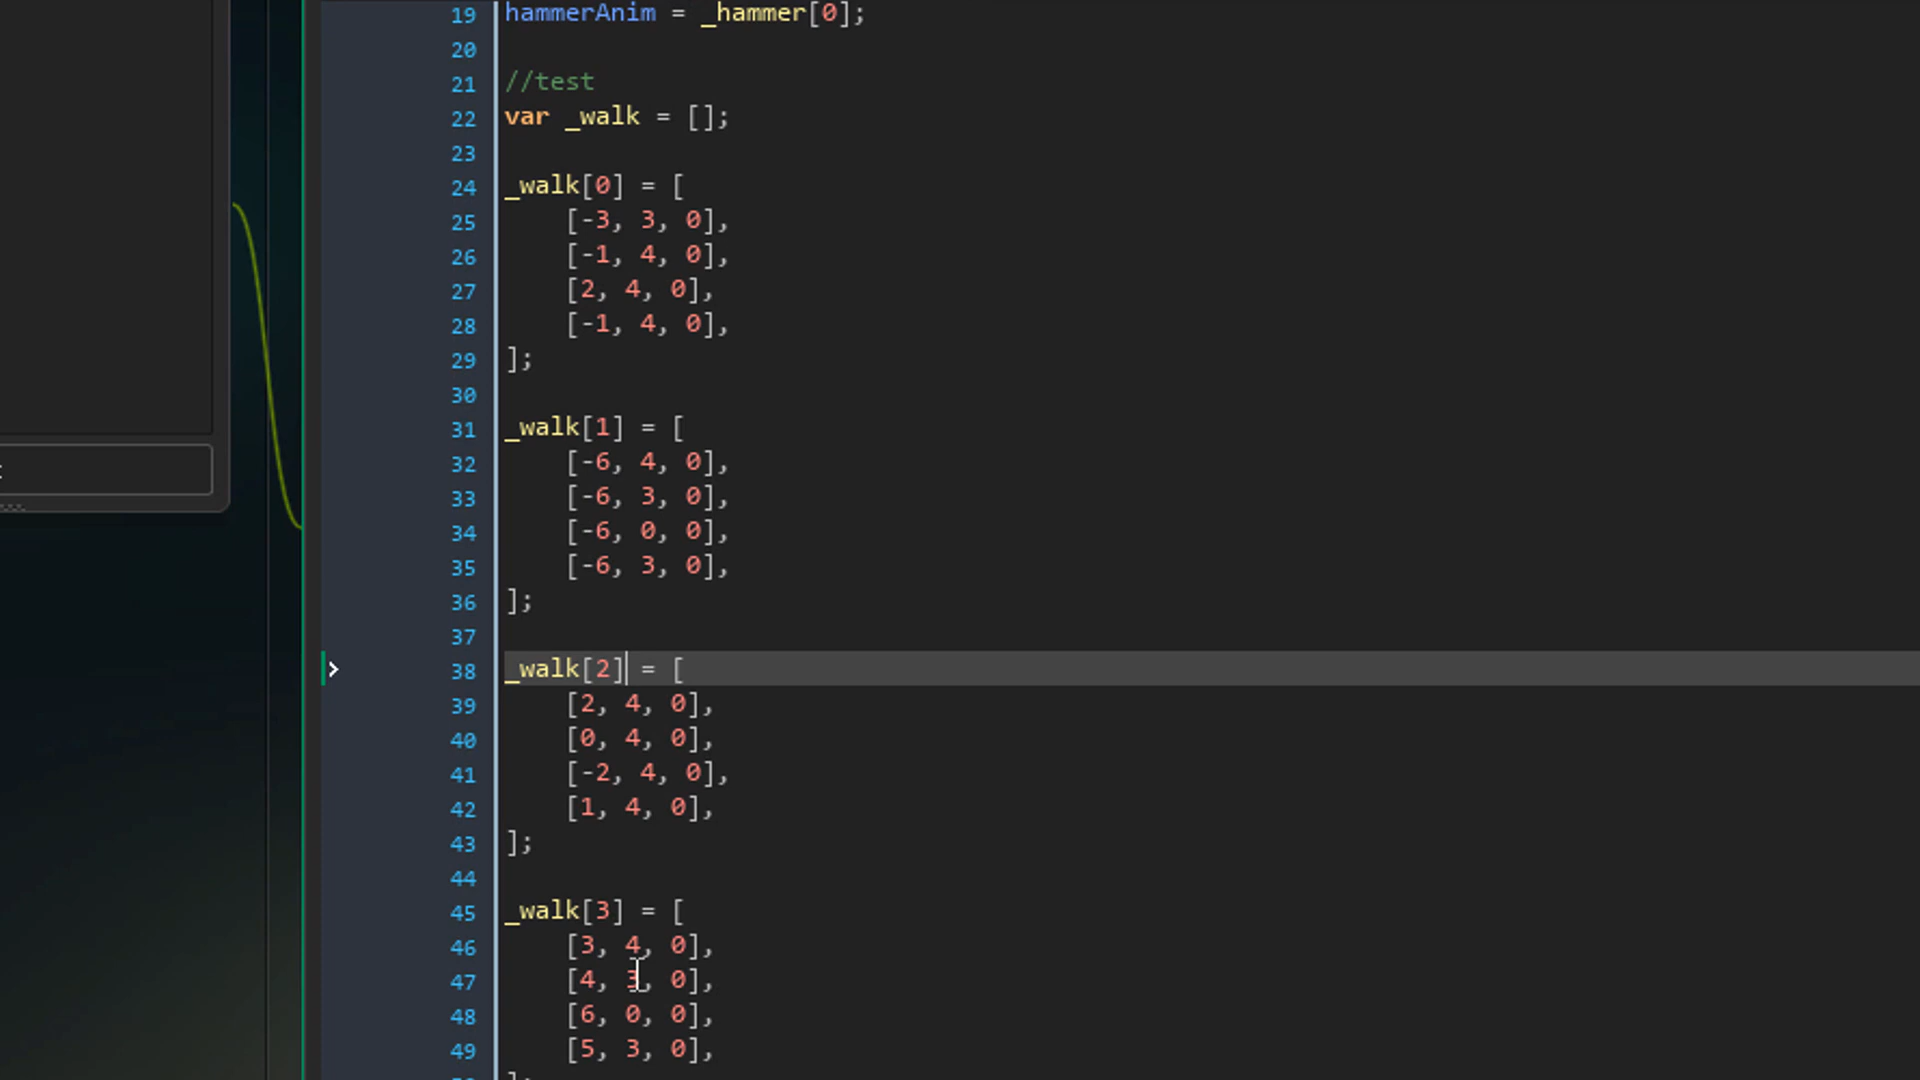 19 hammerAnim = _hammer[0];
20
21 //test
22 var _walk = [];
23
24 _walk[0] = [
25 [-3, 3, 0],
26 [-1, 4, 0],
27 [2, 4, 0],
28 [-1, 4, 0],
29 ];
30
31 _walk[1] = [
32 [-6, 4, 0],
33 [-6, 3, 0],
34 [-6, 0, 0],
35 [-6, 3, 0],
36 ];
37
38 _walk[2] = [
39 [2, 4, 0],
40 [0, 4, 0],
41 [-2, 4, 0],
42 [1, 4, 0],
43 ];
44
45 _walk[3] = [
46 [3, 4, 0],
47 [4, 3, 0],
48 [6, 0, 0],
49 [5, 3, 0],